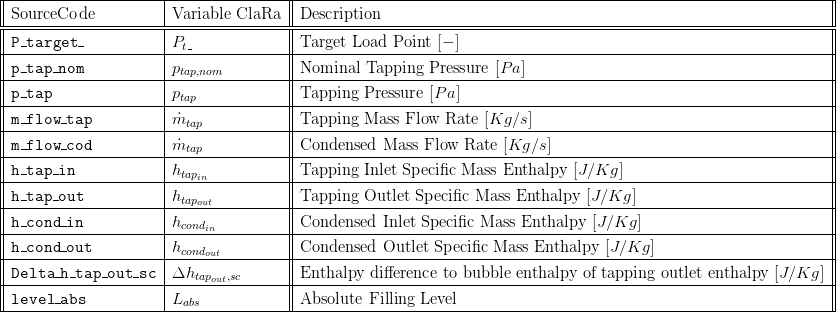 SourceCode Variable ClaRa Description
P_target_ P_t_ Target Load Point [−]
p_tap_nom p_{tap,nom} Nominal Tapping Pressure [Pa]
p_tap p_{tap} Tapping Pressure [Pa]
m_flow_tap ṁ_{tap} Tapping Mass Flow Rate [Kg/s]
m_flow_cod ṁ_{tap} Condensed Mass Flow Rate [Kg/s]
h_tap_in h_{tap_{in}} Tapping Inlet Specific Mass Enthalpy [J/Kg]
h_tap_out h_{tap_{out}} Tapping Outlet Specific Mass Enthalpy [J/Kg]
h_cond_in h_{cond_{in}} Condensed Inlet Specific Mass Enthalpy [J/Kg]
h_cond_out h_{cond_{out}} Condensed Outlet Specific Mass Enthalpy [J/Kg]
Delta_h_tap_out_sc Δh_{tap_{out},sc} Enthalpy difference to bubble enthalpy of tapping outlet enthalpy [J/Kg]
level_abs L_{abs} Absolute Filling Level